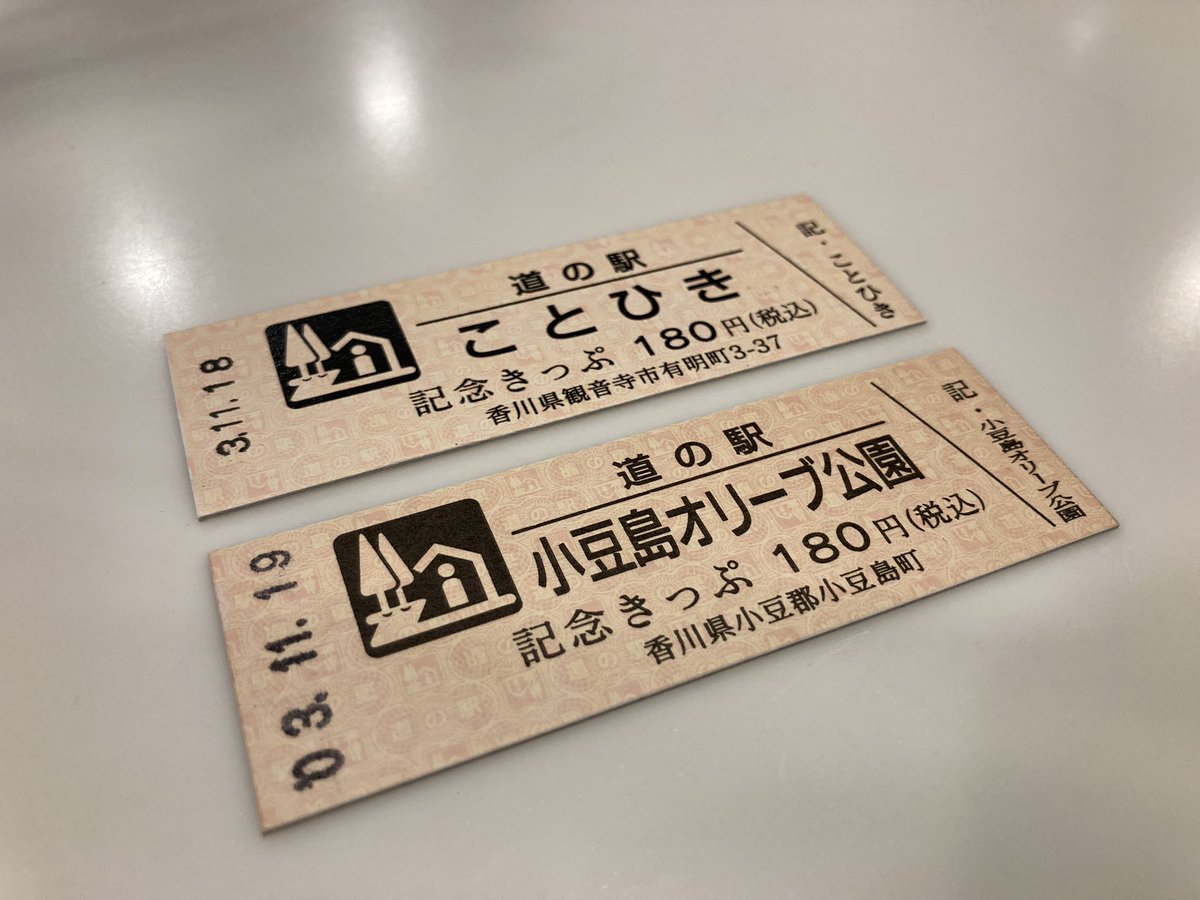 3.11.18
道の駅
ことひき
記念きっぷ 180円(税込)
香川県観音寺市有明町3-37
記・ことひき
03.11.19
道の駅
小豆島オリーブ公園
記念きっぷ 180円(税込)
香川県小豆郡小豆島町
記・小豆島オリーブ公園